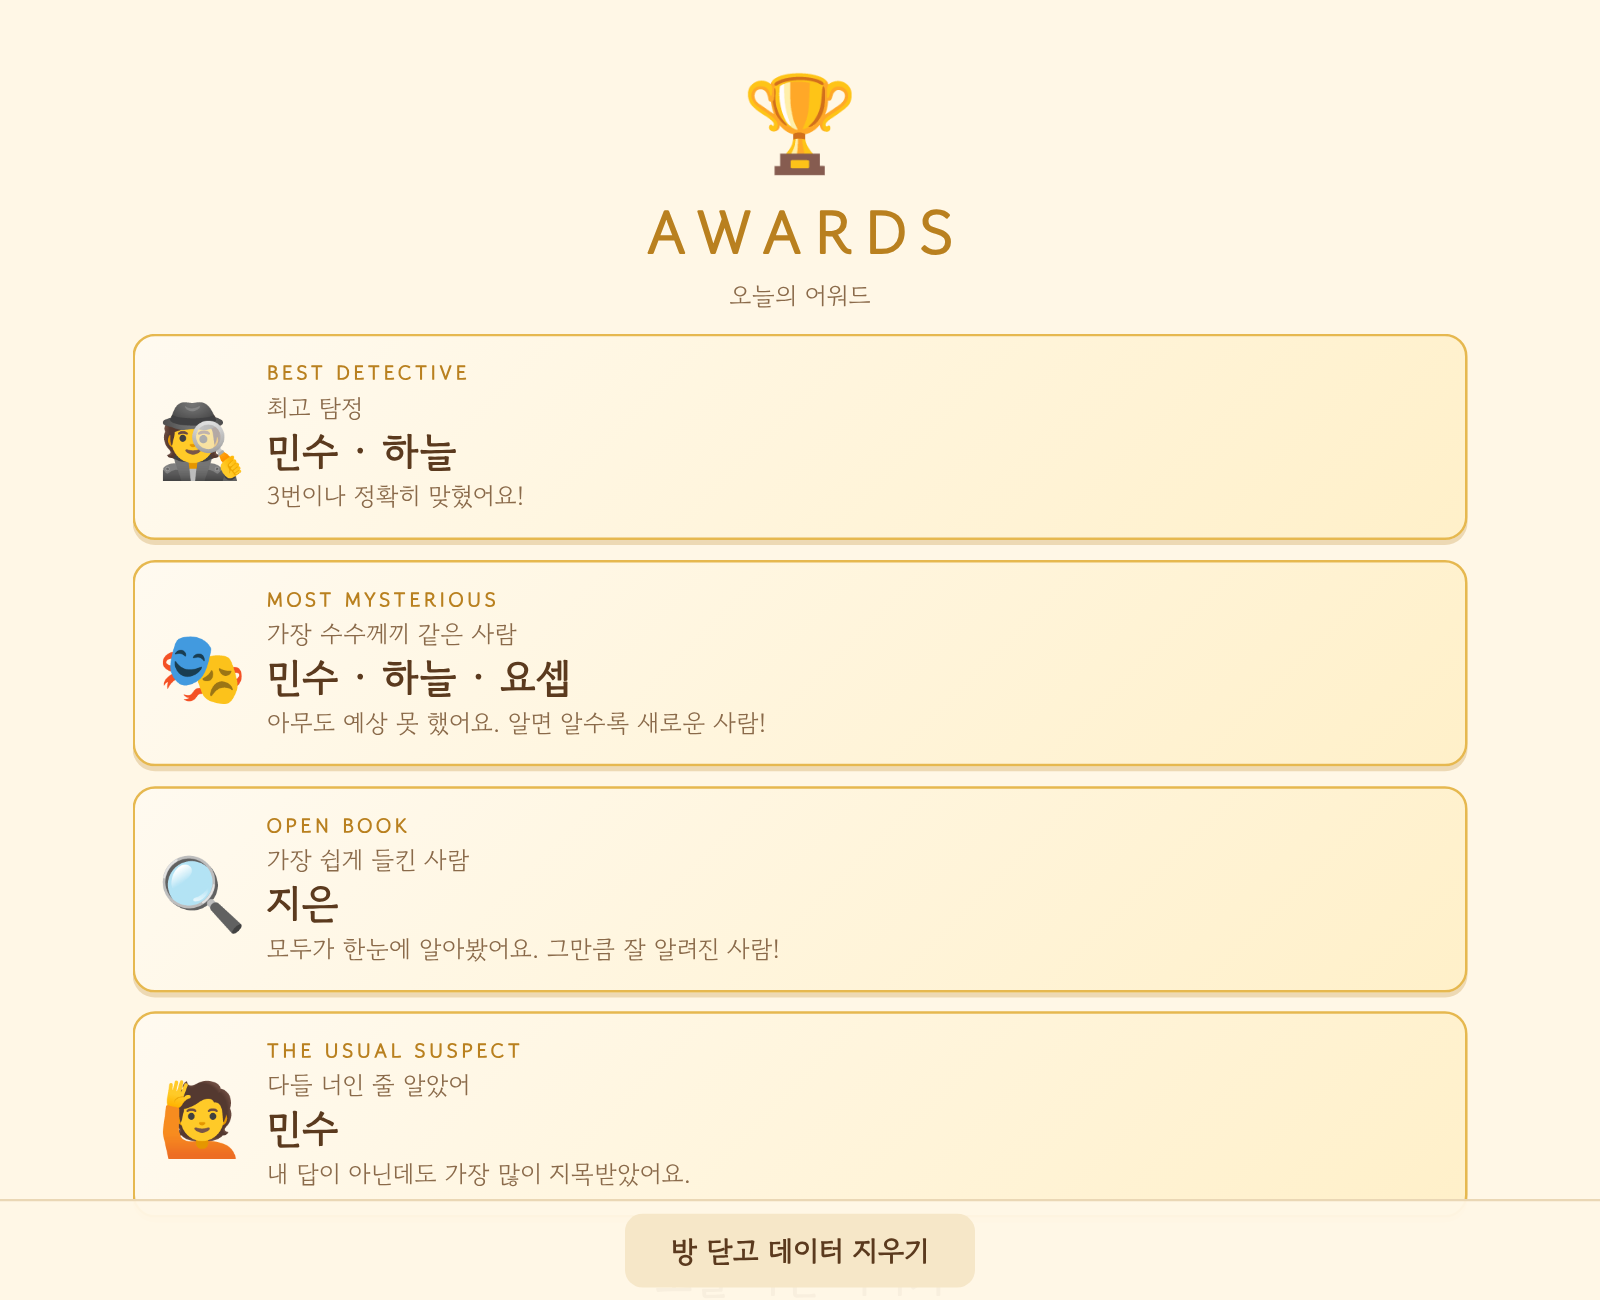 AWARDS
오늘의 어워드
BEST DETECTIVE
최고 탐정
민수 · 하늘
3번이나 정확히 맞혔어요!
MOST MYSTERIOUS
가장 수수께끼 같은 사람
민수 · 하늘 · 요셉
아무도 예상 못 했어요. 알면 알수록 새로운 사람!
OPEN BOOK
가장 쉽게 들킨 사람
지은
모두가 한눈에 알아봤어요. 그만큼 잘 알려진 사람!
THE USUAL SUSPECT
다들 너인 줄 알았어
민수
내 답이 아닌데도 가장 많이 지목받았어요.
방 닫고 데이터 지우기